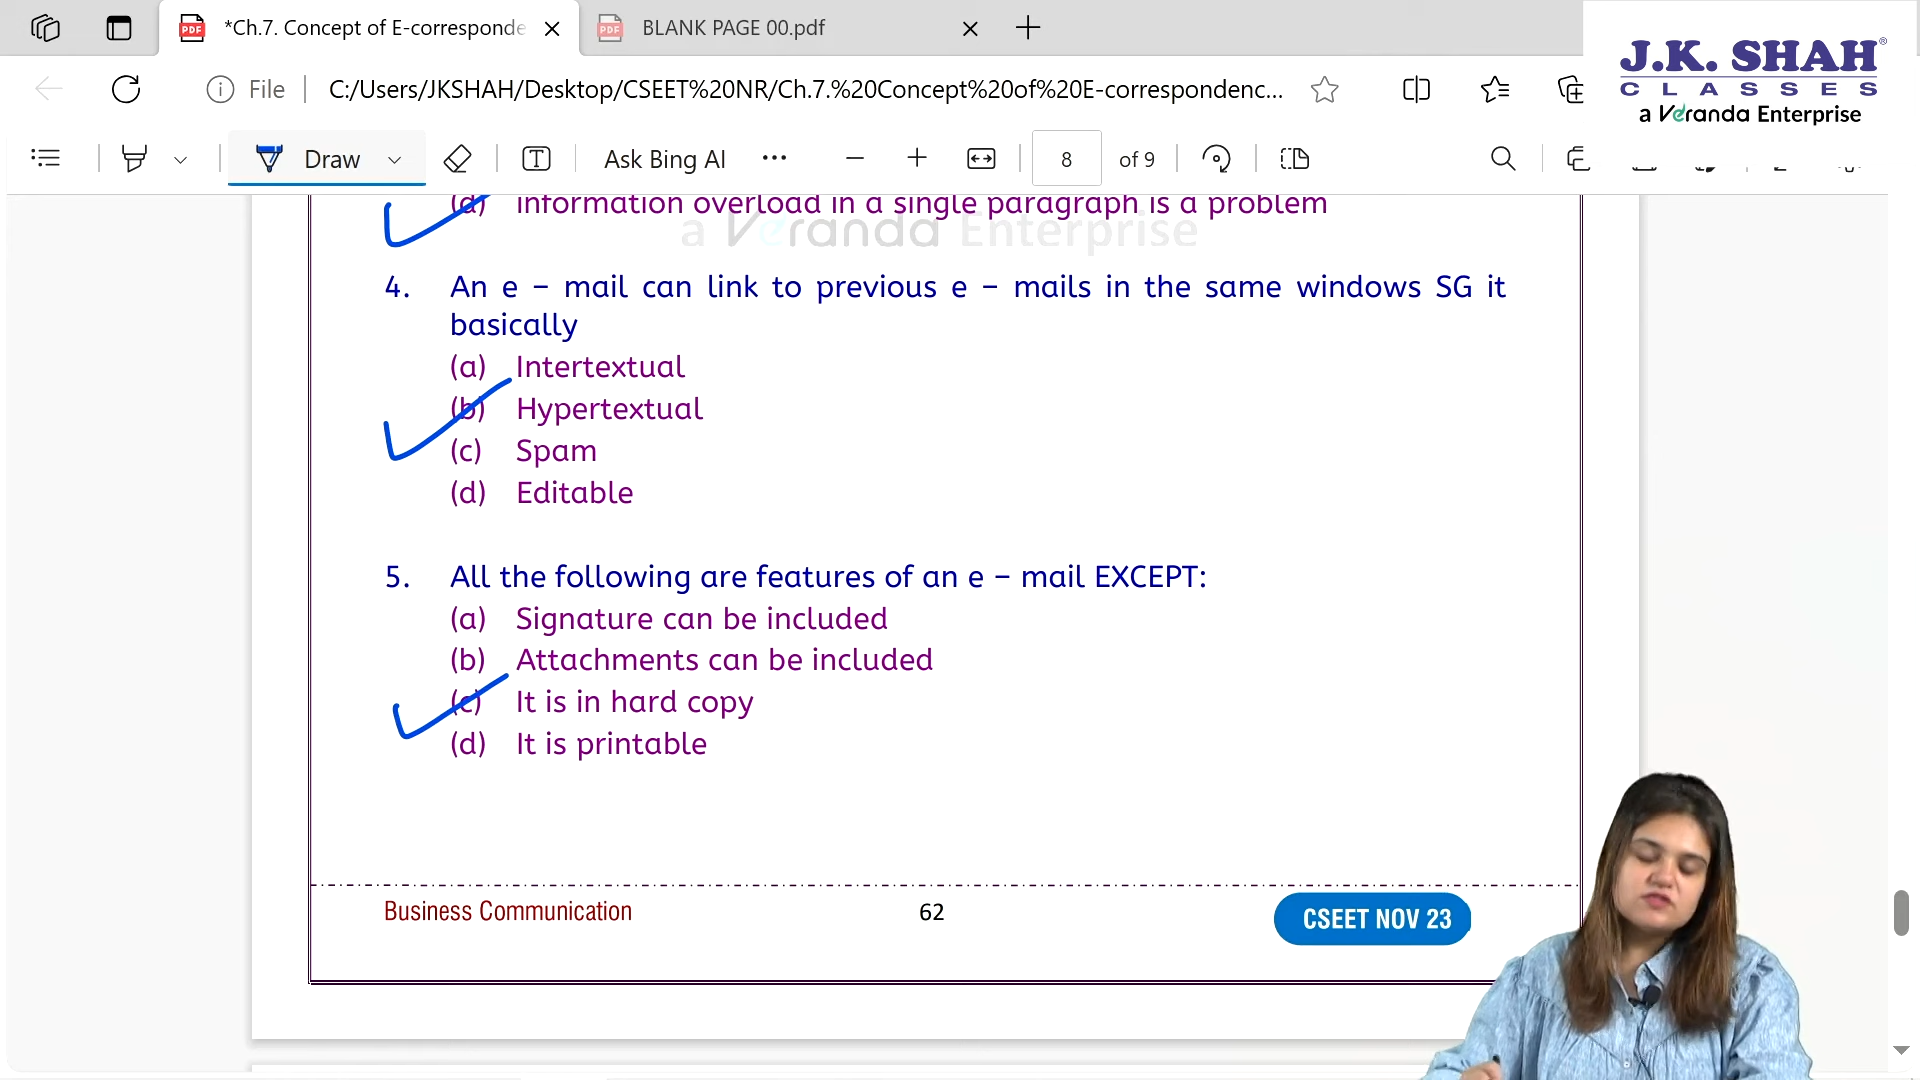 *Ch.7. Concept of E-corresponde
BLANK PAGE 00.pdf
J.K. SHAH®
CLASSES
a Veranda Enterprise
File
C:/Users/JKSHAH/Desktop/CSEET%20NR/Ch.7.%20Concept%20of%20E-correspondenc...
Draw
Ask Bing AI
8 of 9
(d) Information overload in a single paragraph is a problem
a Veranda Enterprise
4. An e – mail can link to previous e – mails in the same windows SG it
basically
(a) Intertextual
(b) Hypertextual
(c) Spam
(d) Editable
5. All the following are features of an e – mail EXCEPT:
(a) Signature can be included
(b) Attachments can be included
(c) It is in hard copy
(d) It is printable
Business Communication
62
CSEET NOV 23